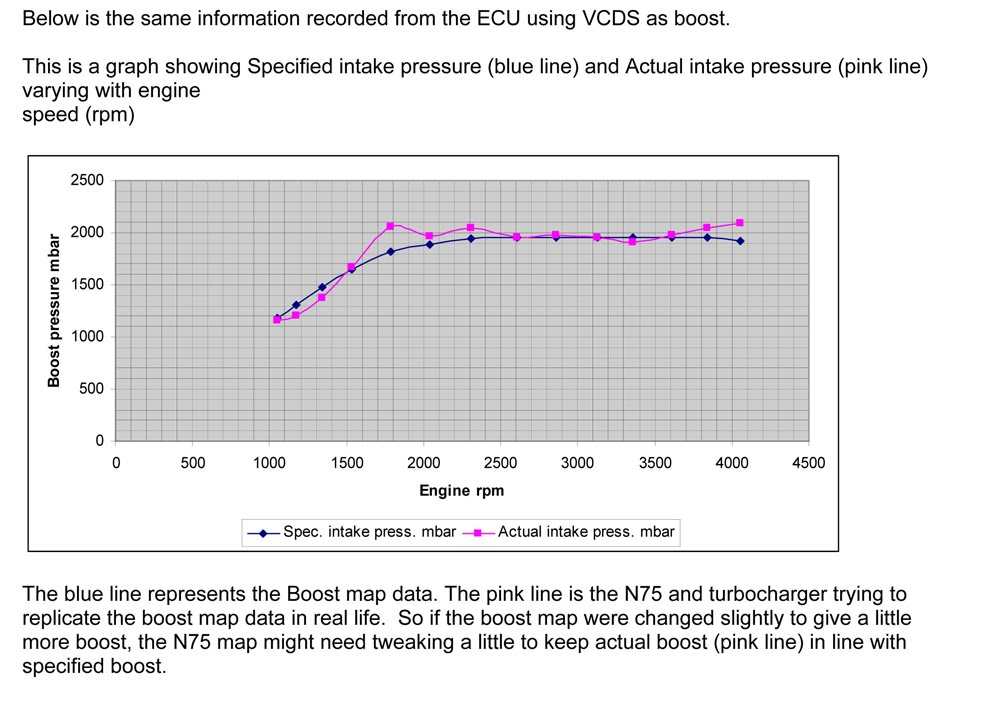 Below is the same information recorded from the ECU using VCDS as boost.
This is a graph showing Specified intake pressure (blue line) and Actual intake pressure (pink line)
varying with engine
speed (rpm)
2500
2000
1500
1000
500
0
Boost pressure mbar
0 500 1000 1500 2000 2500 3000 3500 4000 4500
Engine rpm
Spec. intake press. mbar Actual intake press. mbar
The blue line represents the Boost map data. The pink line is the N75 and turbocharger trying to
replicate the boost map data in real life.  So if the boost map were changed slightly to give a little
more boost, the N75 map might need tweaking a little to keep actual boost (pink line) in line with
specified boost.